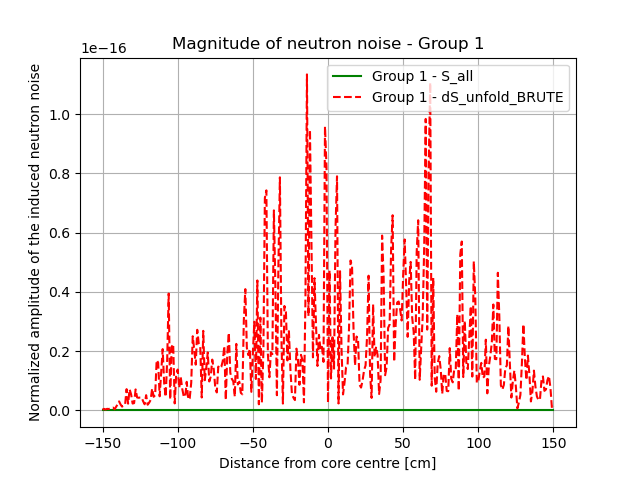 Magnitude of neutron noise - Group 1
1e−16
Group 1 - S_all
Group 1 - dS_unfold_BRUTE
Normalized amplitude of the induced neutron noise
1.0
0.8
0.6
0.4
0.2
0.0
−150 −100 −50 0 50 100 150
Distance from core centre [cm]